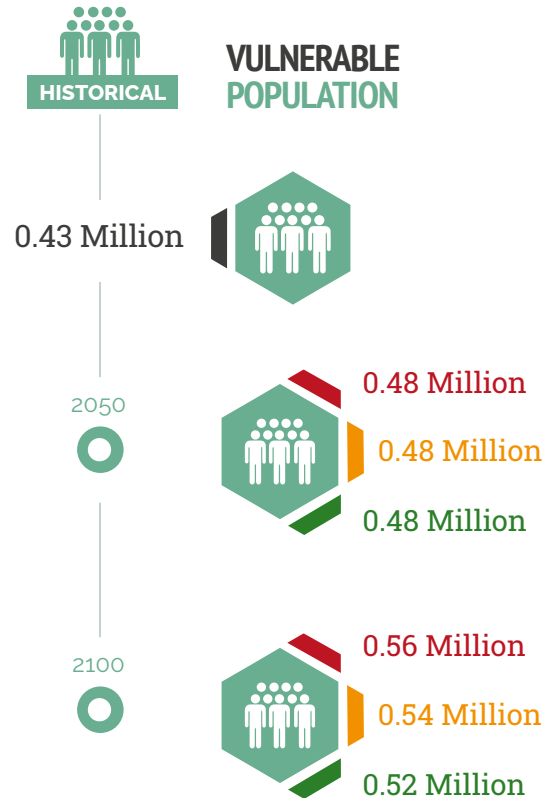 HISTORICAL
VULNERABLE
POPULATION
0.43 Million
2050
0.48 Million
0.48 Million
0.48 Million
2100
0.56 Million
0.54 Million
0.52 Million